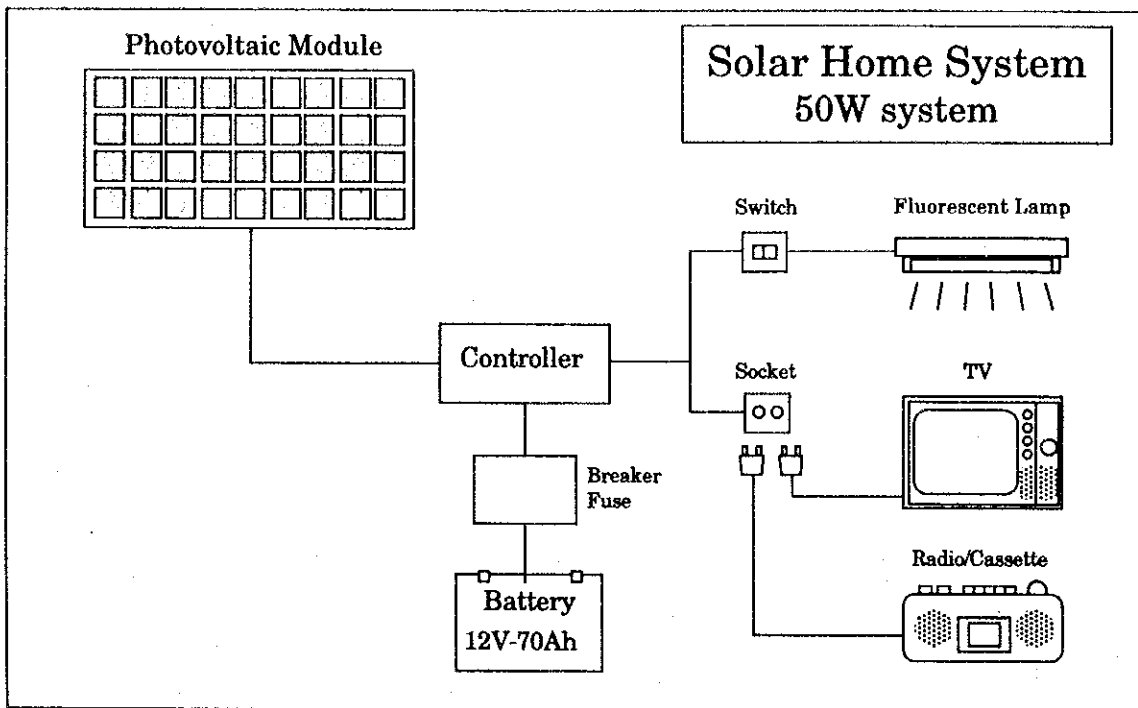 Photovoltaic Module
Solar Home System
50W system
Switch
Fluorescent Lamp
Controller
Socket
TV
Breaker
Fuse
Radio/Cassette
Battery
12V-70Ah